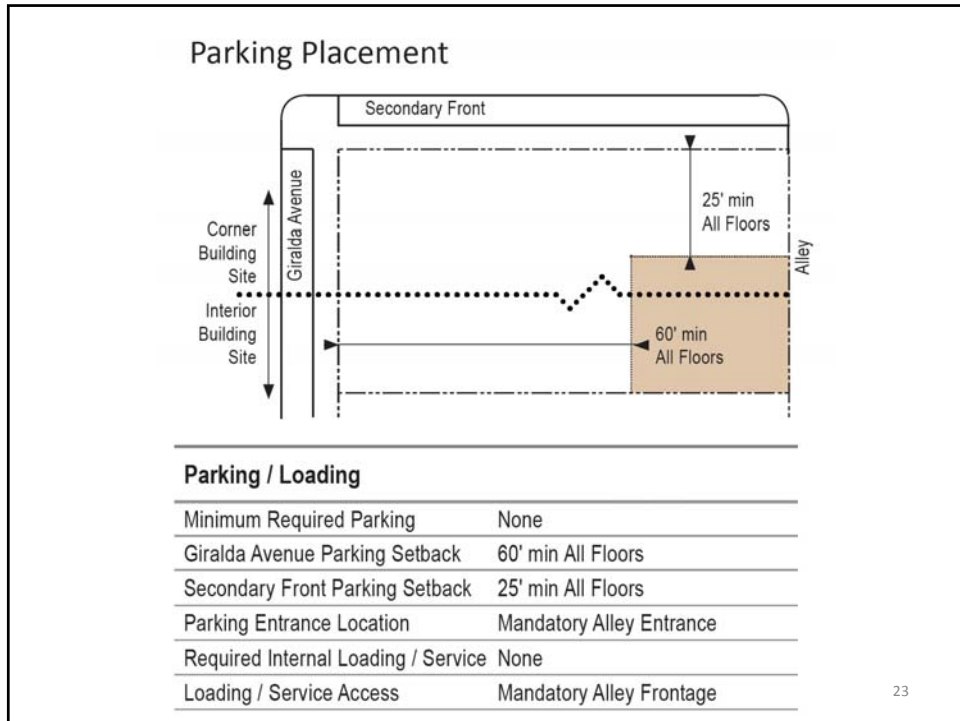 Parking Placement
Secondary Front
Giralda Avenue
Corner
Building
Site
Interior
Building
Site
25' min
All Floors
Alley
60' min
All Floors
Parking / Loading
Minimum Required Parking None
Giralda Avenue Parking Setback 60' min All Floors
Secondary Front Parking Setback 25' min All Floors
Parking Entrance Location Mandatory Alley Entrance
Required Internal Loading / Service None
Loading / Service Access Mandatory Alley Frontage
23